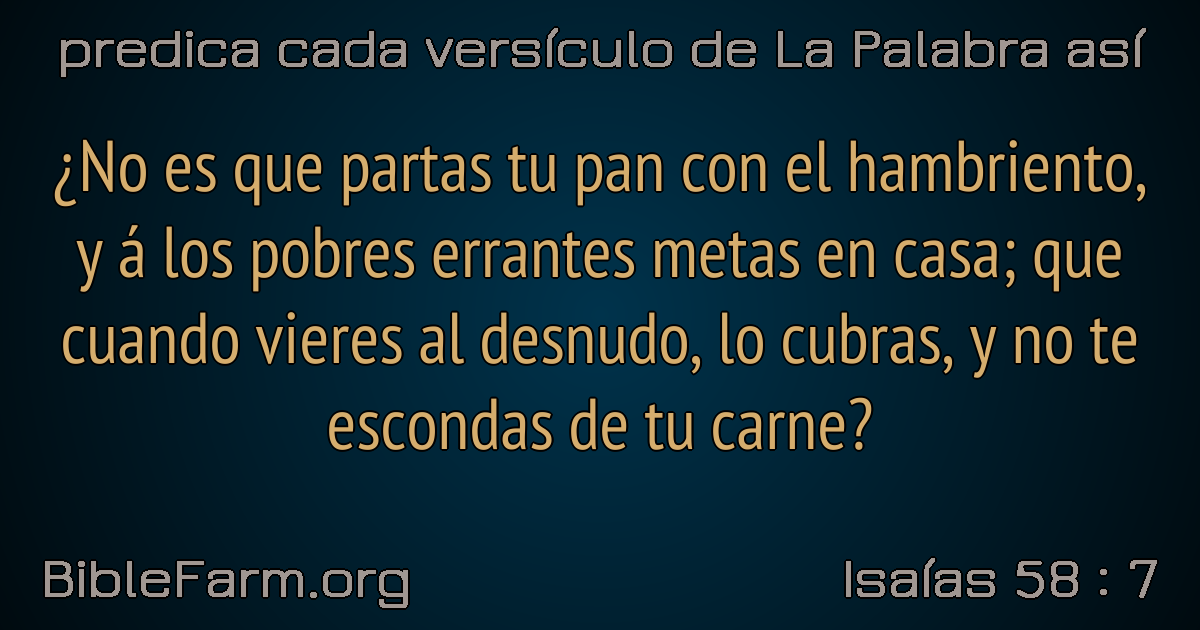 predica cada versículo de La Palabra así
¿No es que partas tu pan con el hambriento,
y á los pobres errantes metas en casa; que
cuando vieres al desnudo, lo cubras, y no te
escondas de tu carne?
BibleFarm.org
Isaías 58 : 7